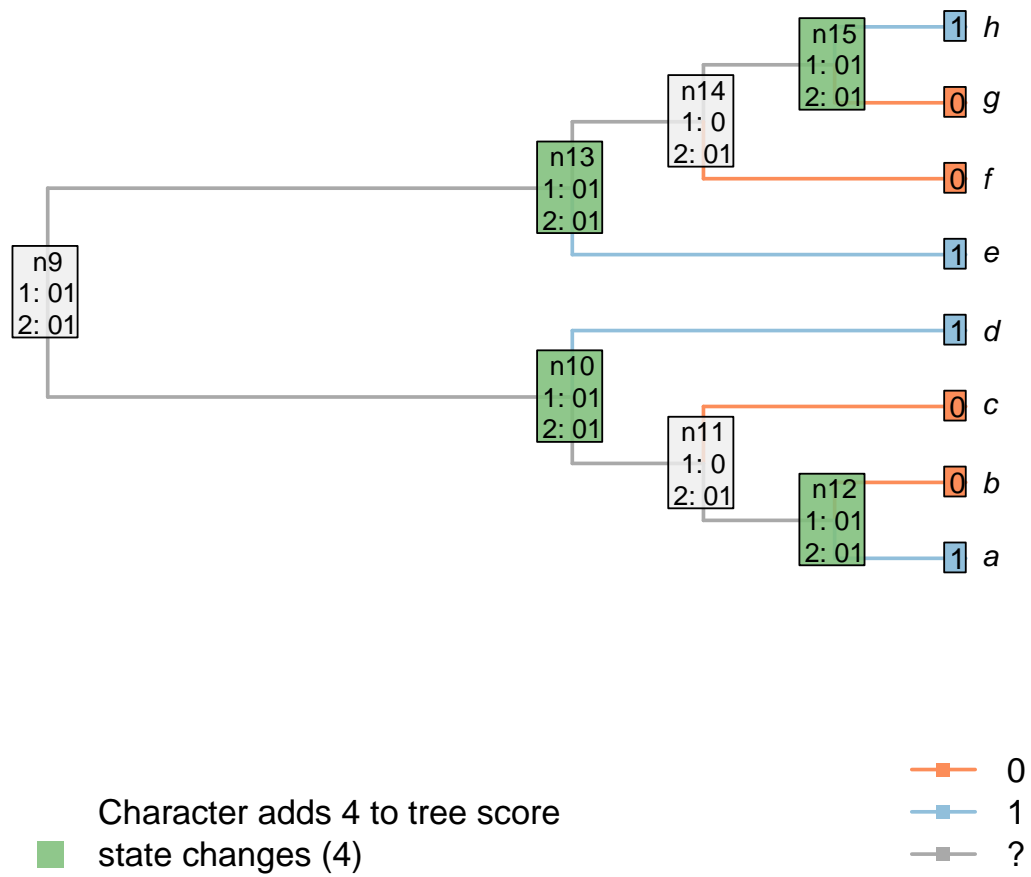 1 h
n15
1: 01
2: 01
0 g
n14
1: 0
2: 01
0 f
n13
1: 01
2: 01
1 e
n9
1: 01
2: 01
1 d
n10
1: 01
2: 01
0 c
n11
1: 0
2: 01
0 b
n12
1: 01
2: 01
1 a
Character adds 4 to tree score
state changes (4)
0
1
?